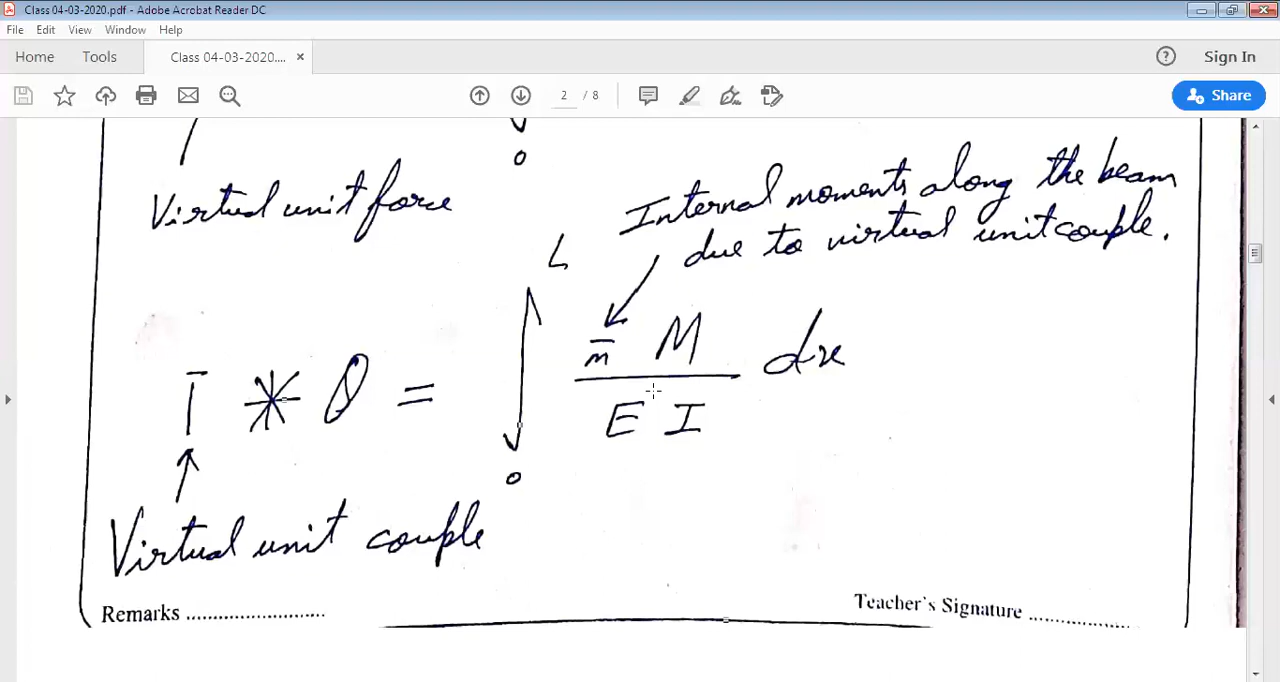 Class 04-03-2020.pdf - Adobe Acrobat Reader DC
File Edit View Window Help
Home Tools Class 04-03-2020.... × ? Sign In
2 / 8 Share
0
Virtual unit force
Internal moments along the beam
due to virtual unit couple.
L
m̅ M
1̅ * θ = ∫ ―― dx
E I
0
Virtual unit couple
Remarks ............................
Teacher's Signature .....................